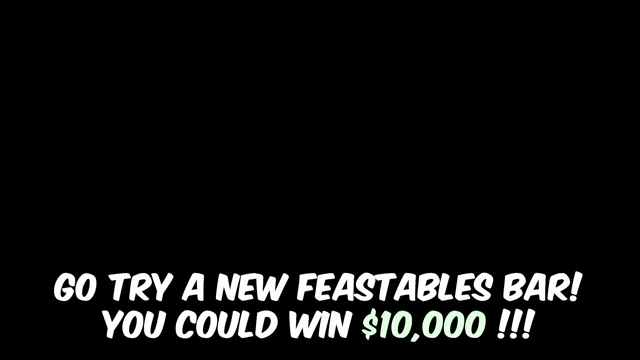 GO TRY A NEW FEASTABLES BAR!
YOU COULD WIN $10,000 !!!